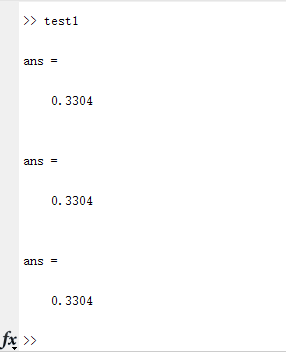 >> test1
ans =
0.3304
ans =
0.3304
ans =
0.3304
fx >>